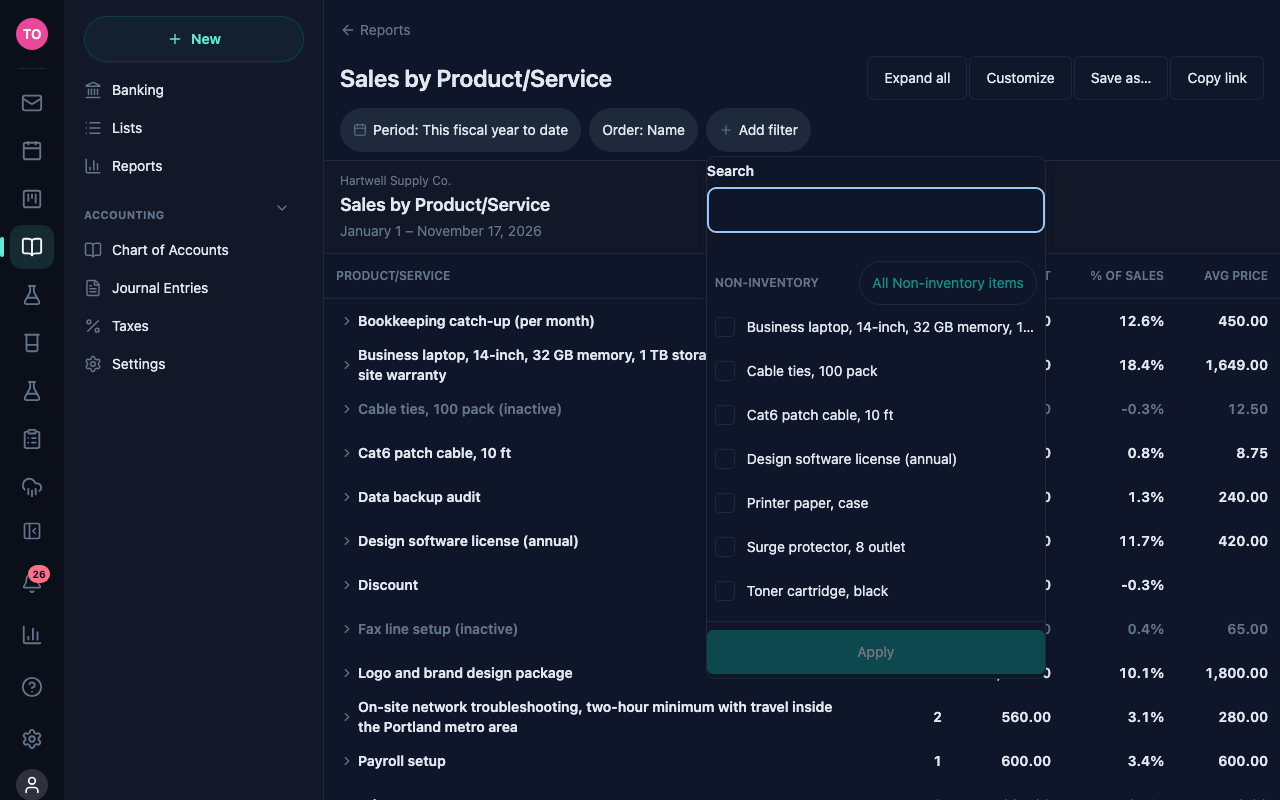 TO
26
New
Banking
Lists
Reports
ACCOUNTING
Chart of Accounts
Journal Entries
Taxes
Settings
Reports
Sales by Product/Service
Expand all
Customize
Save as...
Copy link
Period: This fiscal year to date
Order: Name
Add filter
Hartwell Supply Co.
Sales by Product/Service
January 1 – November 17, 2026
Search
NON-INVENTORY
All Non-inventory items
Business laptop, 14-inch, 32 GB memory, 1...
Cable ties, 100 pack
Cat6 patch cable, 10 ft
Design software license (annual)
Printer paper, case
Surge protector, 8 outlet
Toner cartridge, black
Apply
PRODUCT/SERVICE % OF SALES AVG PRICE
Bookkeeping catch-up (per month) 12.6% 450.00
Business laptop, 14-inch, 32 GB memory, 1 TB
site warranty 18.4% 1,649.00
Cable ties, 100 pack (inactive) -0.3% 12.50
Cat6 patch cable, 10 ft 0.8% 8.75
Data backup audit 1.3% 240.00
Design software license (annual) 11.7% 420.00
Discount -0.3%
Fax line setup (inactive) 0.4% 65.00
Logo and brand design package 10.1% 1,800.00
On-site network troubleshooting, two-hour minimum with travel inside
the Portland metro area 2 560.00 3.1% 280.00
Payroll setup 1 600.00 3.4% 600.00